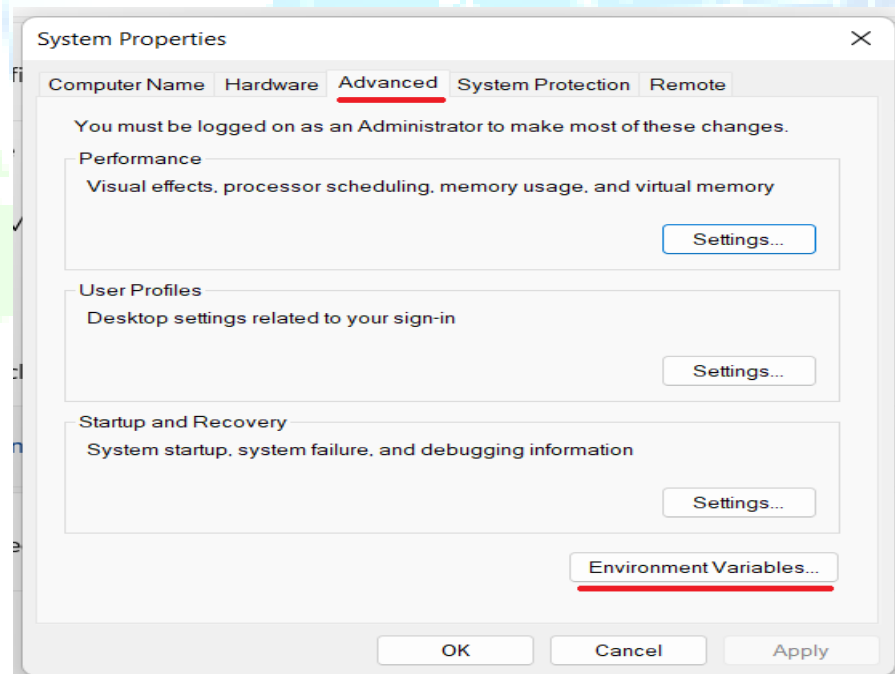 System Properties
Computer Name Hardware Advanced System Protection Remote
You must be logged on as an Administrator to make most of these changes.
Performance
Visual effects, processor scheduling, memory usage, and virtual memory
Settings...
User Profiles
Desktop settings related to your sign-in
Settings...
Startup and Recovery
System startup, system failure, and debugging information
Settings...
Environment Variables...
OK Cancel Apply